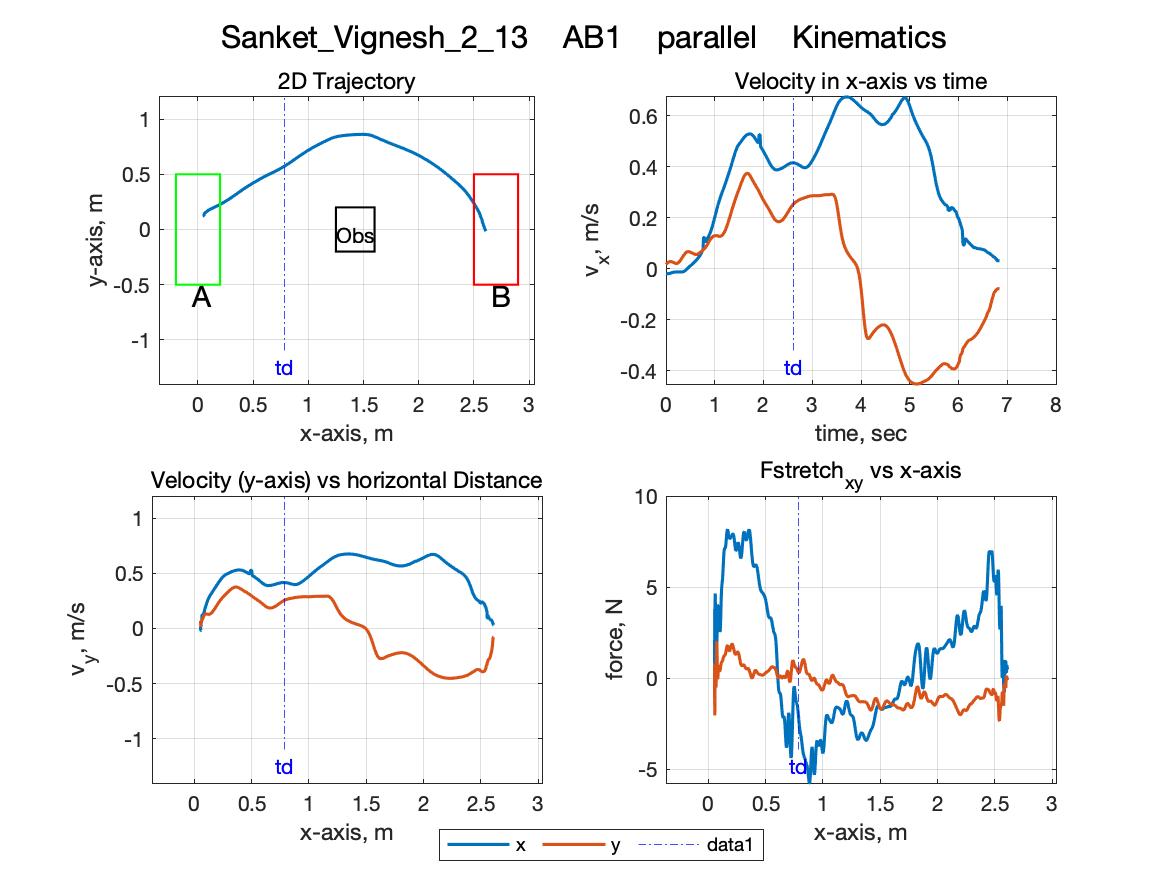 Sanket_Vignesh_2_13 AB1 parallel Kinematics
2D Trajectory
1
0.5
0
-0.5
-1
y-axis, m
A
Obs
B
td
0 0.5 1 1.5 2 2.5 3
x-axis, m
Velocity in x-axis vs time
0.6
0.4
0.2
0
-0.2
-0.4
vx, m/s
td
0 1 2 3 4 5 6 7 8
time, sec
Velocity (y-axis) vs horizontal Distance
1
0.5
0
-0.5
-1
vy, m/s
td
0 0.5 1 1.5 2 2.5 3
x-axis, m
Fstretchxy vs x-axis
10
5
0
-5
force, N
td
0 0.5 1 1.5 2 2.5 3
x-axis, m
x y data1